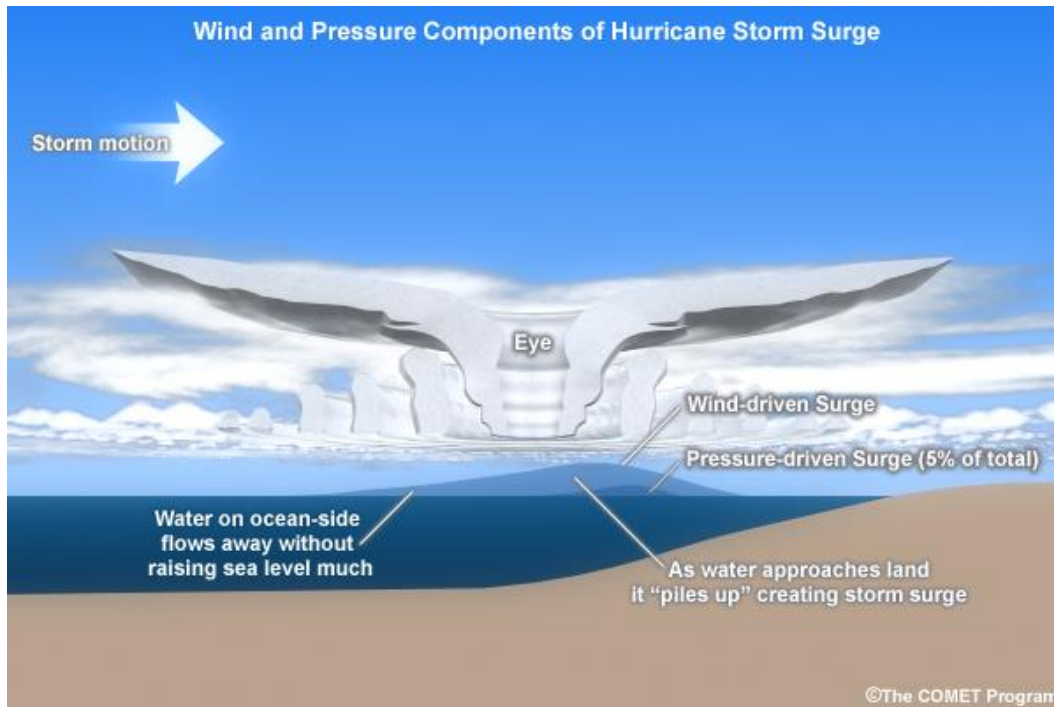 Wind and Pressure Components of Hurricane Storm Surge
Storm motion
Eye
Wind-driven Surge
Pressure-driven Surge (5% of total)
Water on ocean-side
flows away without
raising sea level much
As water approaches land
it “piles up” creating storm surge
©The COMET Program